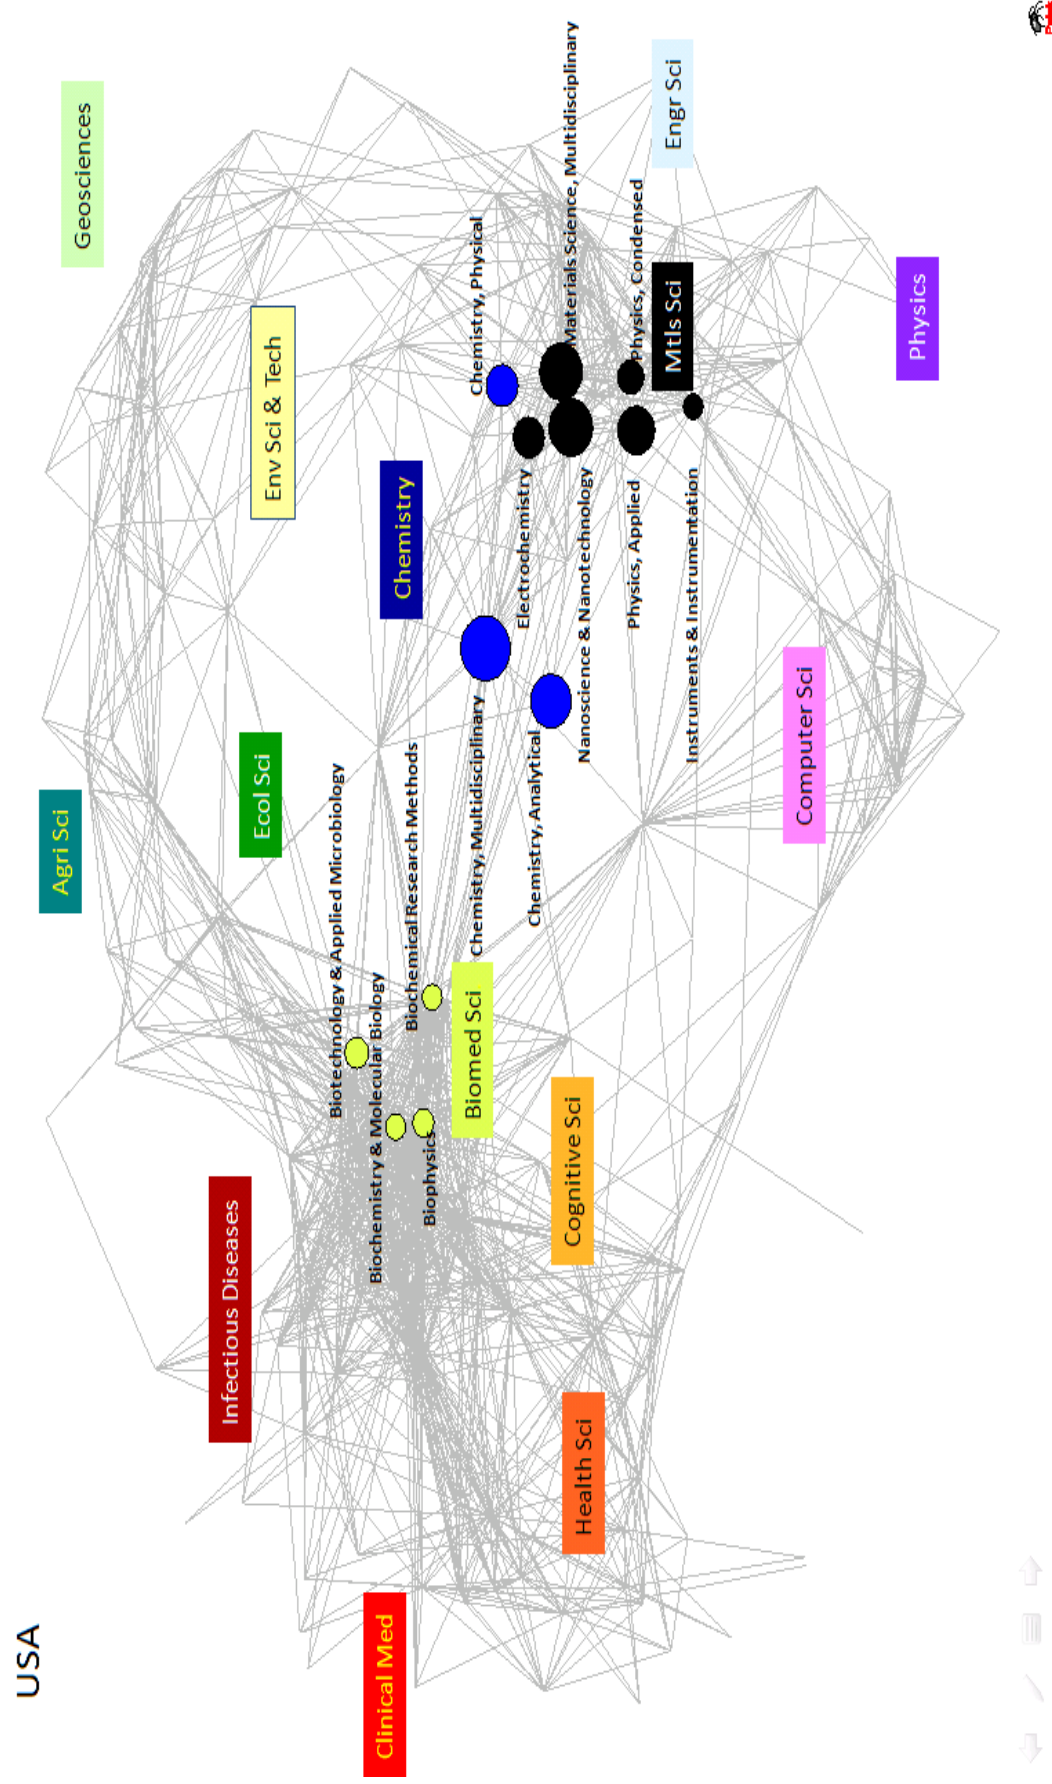 USA
Geosciences
Agri Sci
Env Sci & Tech
Ecol Sci
Infectious Diseases
Clinical Med
Chemistry
Biotechnology & Applied Microbiology
Biochemistry & Molecular Biology
Biochemical Research Methods
Biophysics
Biomed Sci
Chemistry, Physical
Chemistry, Multidisciplinary
Electrochemistry
Chemistry, Analytical
Materials Science, Multidisciplinary
Nanoscience & Nanotechnology
Physics, Condensed
Physics, Applied
Engr Sci
Mtls Sci
Instruments & Instrumentation
Cognitive Sci
Health Sci
Computer Sci
Physics